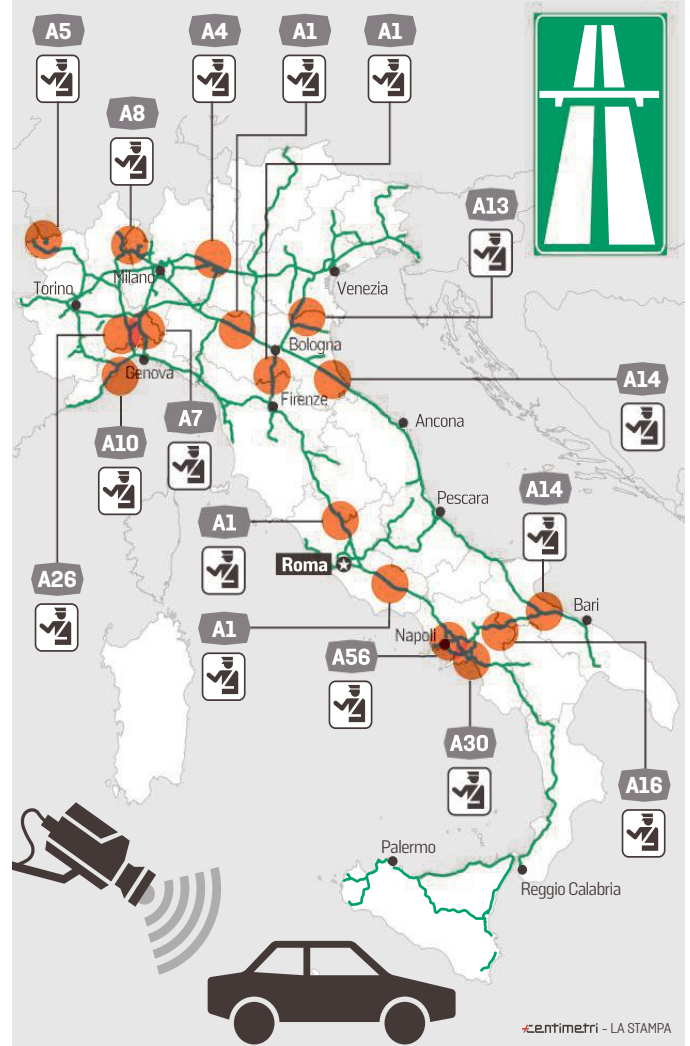 A5
A4
A1
A1
A8
A13
Milano
Venezia
Torino
Bologna
Genova
A14
Firenze
A7
Ancona
A10
A14
Pescara
A1
Roma
A26
Bari
A1
Napoli
A56
A30
A16
Palermo
Reggio Calabria
centimetri - LA STAMPA